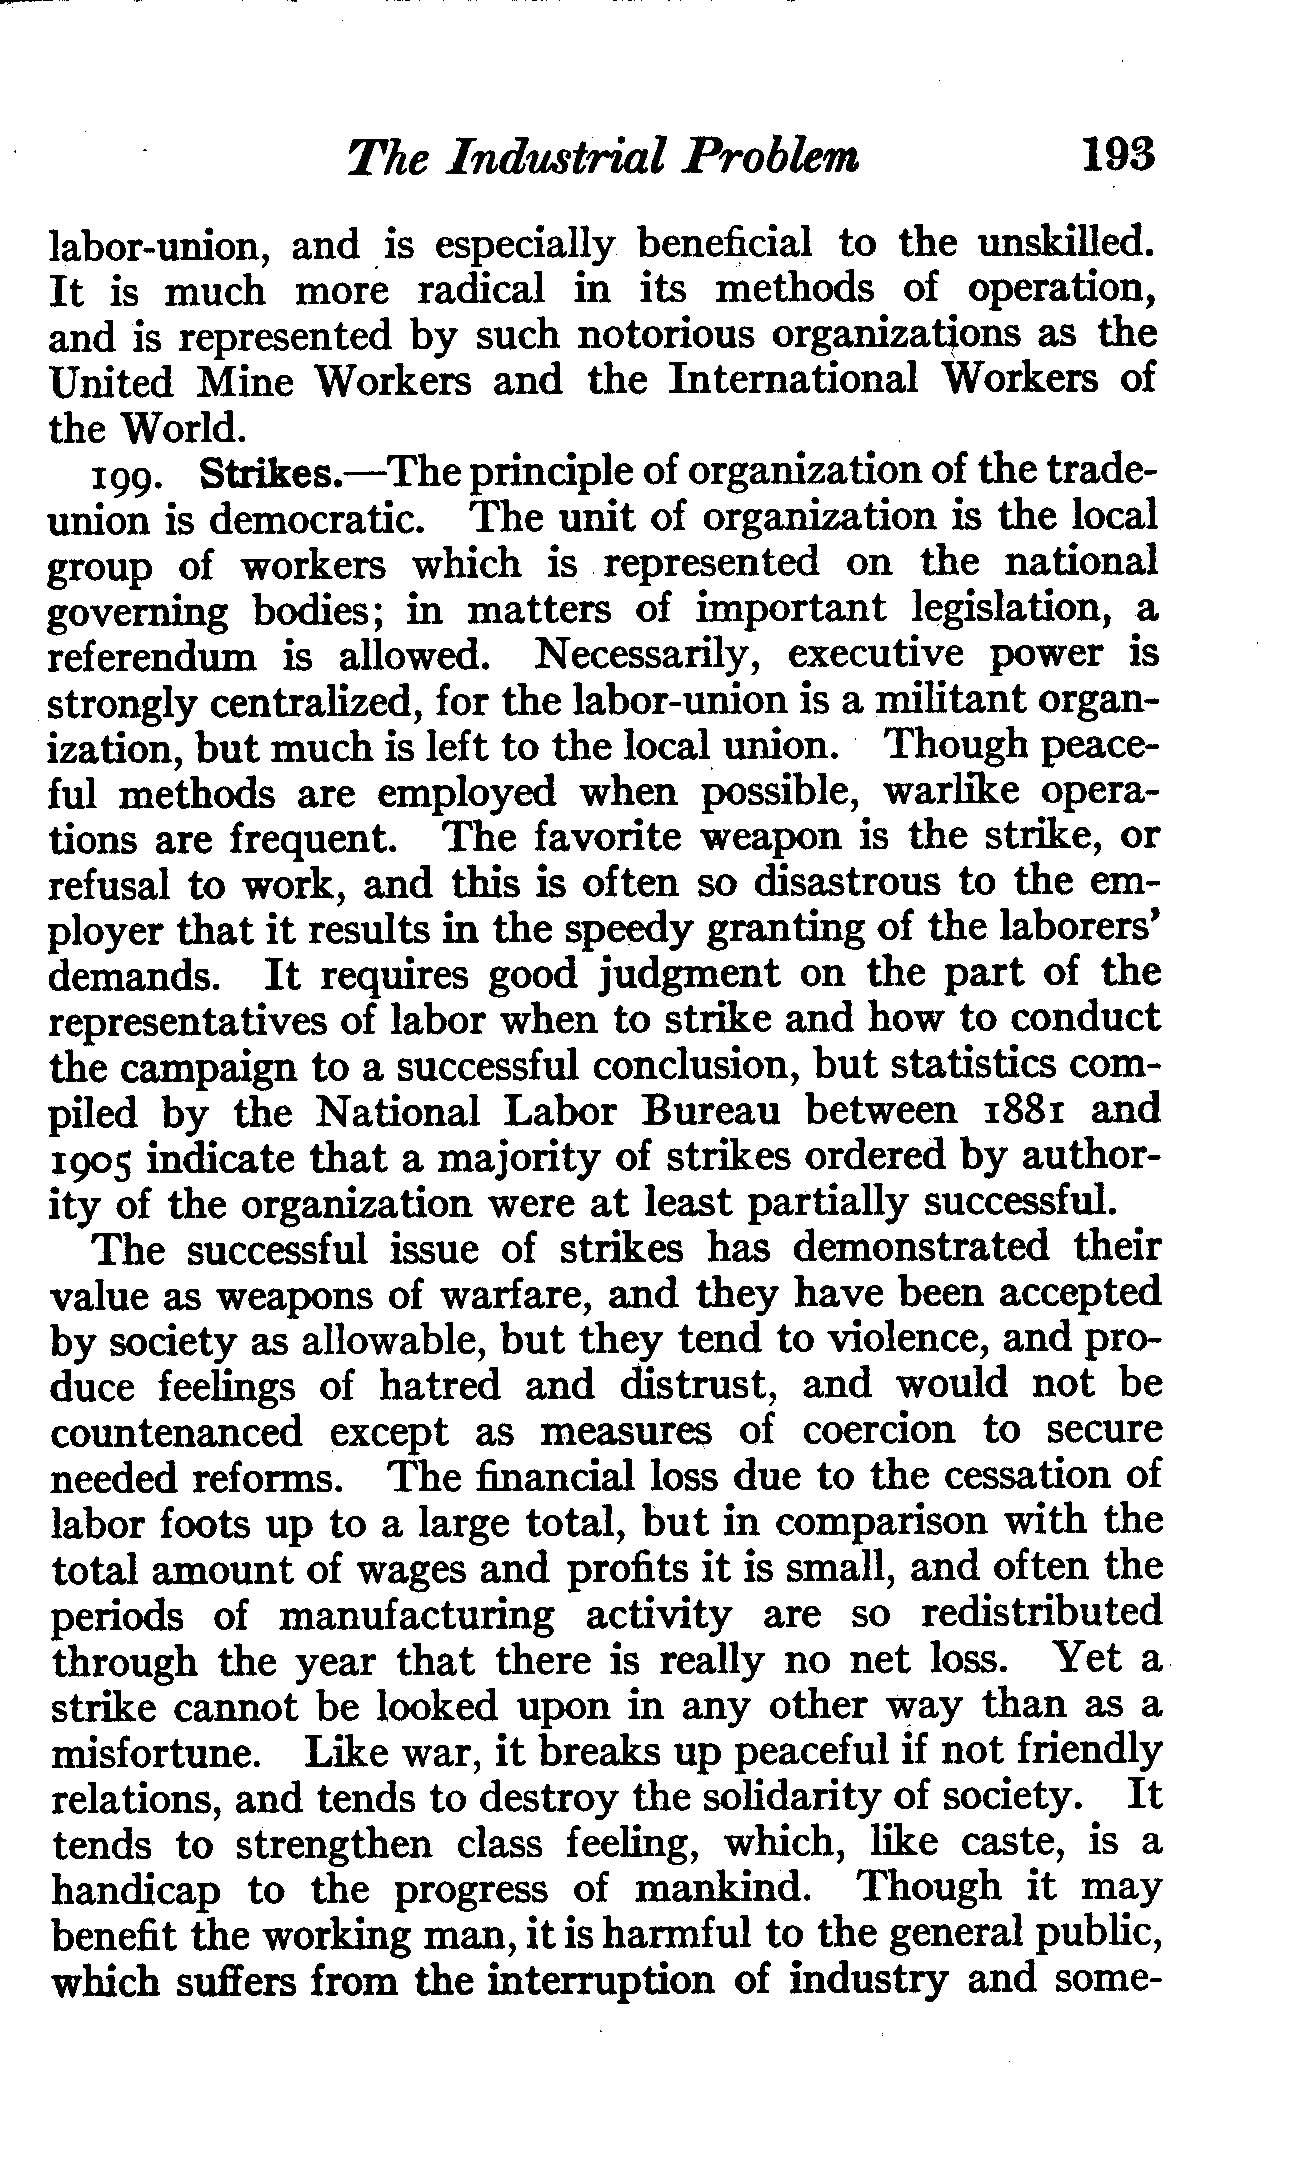 The Industrial Problem 193
labor-union, and is especially beneficial to the unskilled.
It is much more radical in its methods of operation,
and is represented by such notorious organizations as the
United Mine Workers and the International Workers of
the World.
199. Strikes.—The principle of organization of the trade-
union is democratic. The unit of organization is the local
group of workers which is represented on the national
governing bodies; in matters of important legislation, a
referendum is allowed. Necessarily, executive power is
strongly centralized, for the labor-union is a militant organ-
ization, but much is left to the local union. Though peace-
ful methods are employed when possible, warlike opera-
tions are frequent. The favorite weapon is the strike, or
refusal to work, and this is often so disastrous to the em-
ployer that it results in the speedy granting of the laborers'
demands. It requires good judgment on the part of the
representatives of labor when to strike and how to conduct
the campaign to a successful conclusion, but statistics com-
piled by the National Labor Bureau between 1881 and
1905 indicate that a majority of strikes ordered by author-
ity of the organization were at least partially successful.
The successful issue of strikes has demonstrated their
value as weapons of warfare, and they have been accepted
by society as allowable, but they tend to violence, and pro-
duce feelings of hatred and distrust, and would not be
countenanced except as measures of coercion to secure
needed reforms. The financial loss due to the cessation of
labor foots up to a large total, but in comparison with the
total amount of wages and profits it is small, and often the
periods of manufacturing activity are so redistributed
through the year that there is really no net loss. Yet a
strike cannot be looked upon in any other way than as a
misfortune. Like war, it breaks up peaceful if not friendly
relations, and tends to destroy the solidarity of society. It
tends to strengthen class feeling, which, like caste, is a
handicap to the progress of mankind. Though it may
benefit the working man, it is harmful to the general public,
which suffers from the interruption of industry and some-